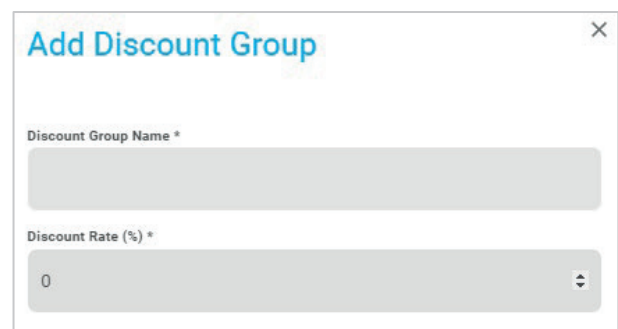 Add Discount Group
Discount Group Name *
Discount Rate (%) *
0